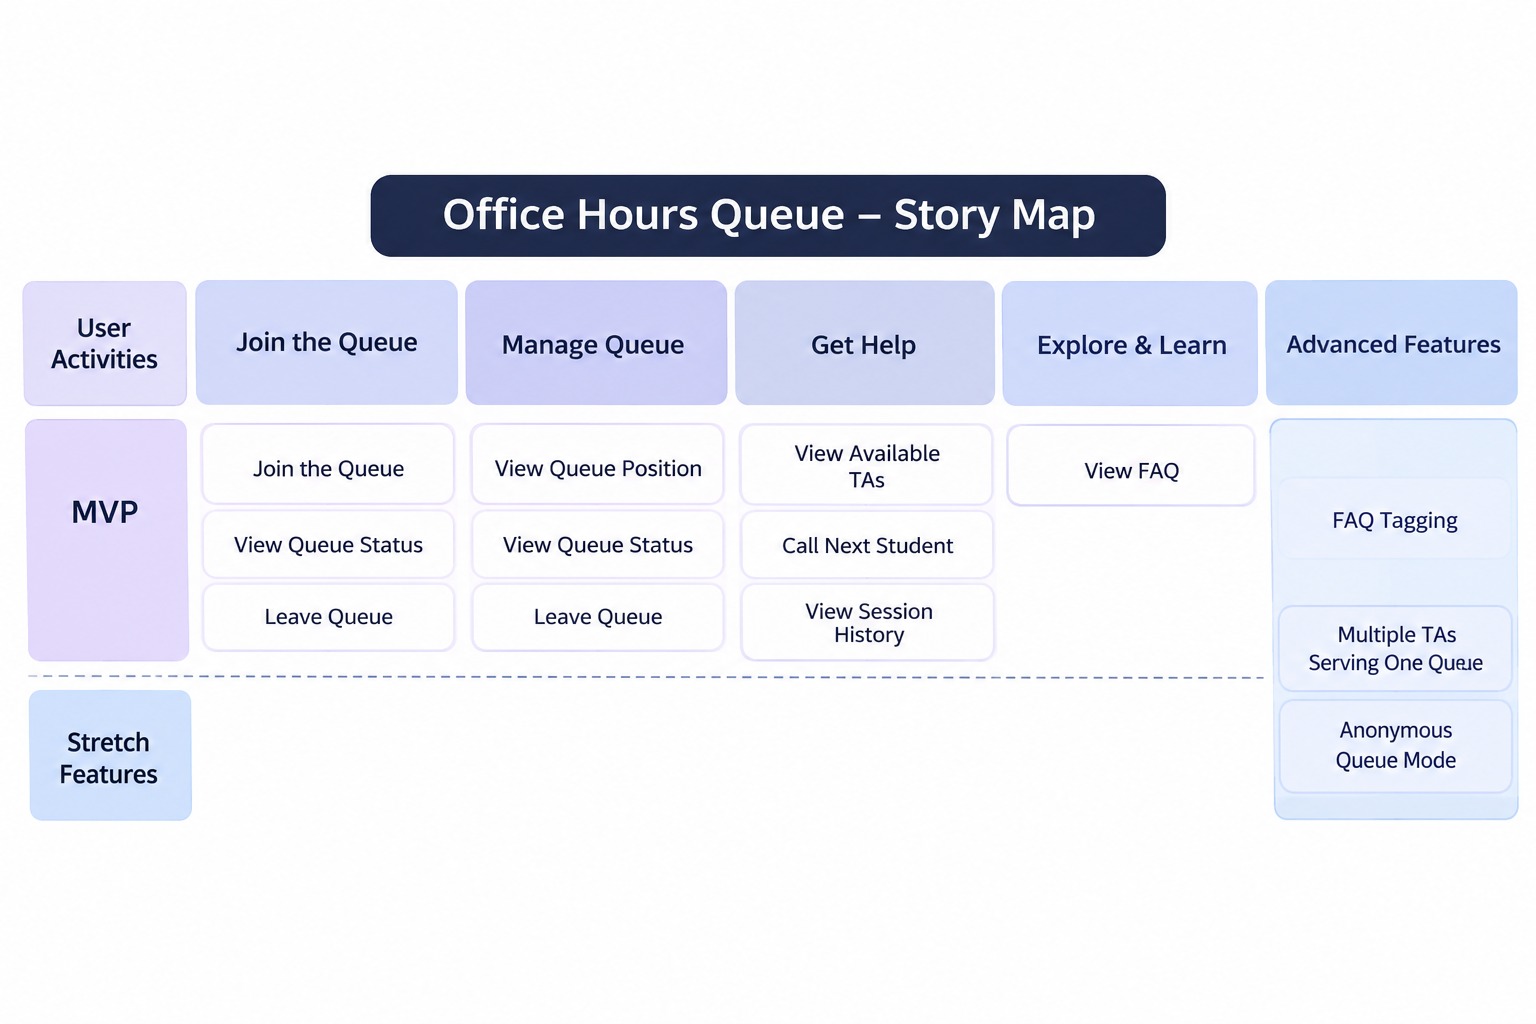 Office Hours Queue – Story Map
User
Activities
Join the Queue
Manage Queue
Get Help
Explore & Learn
Advanced Features
MVP
Join the Queue
View Queue Status
Leave Queue
View Queue Position
View Queue Status
Leave Queue
View Available
TAs
Call Next Student
View Session
History
View FAQ
FAQ Tagging
Multiple TAs
Serving One Queue
Anonymous
Queue Mode
Stretch
Features